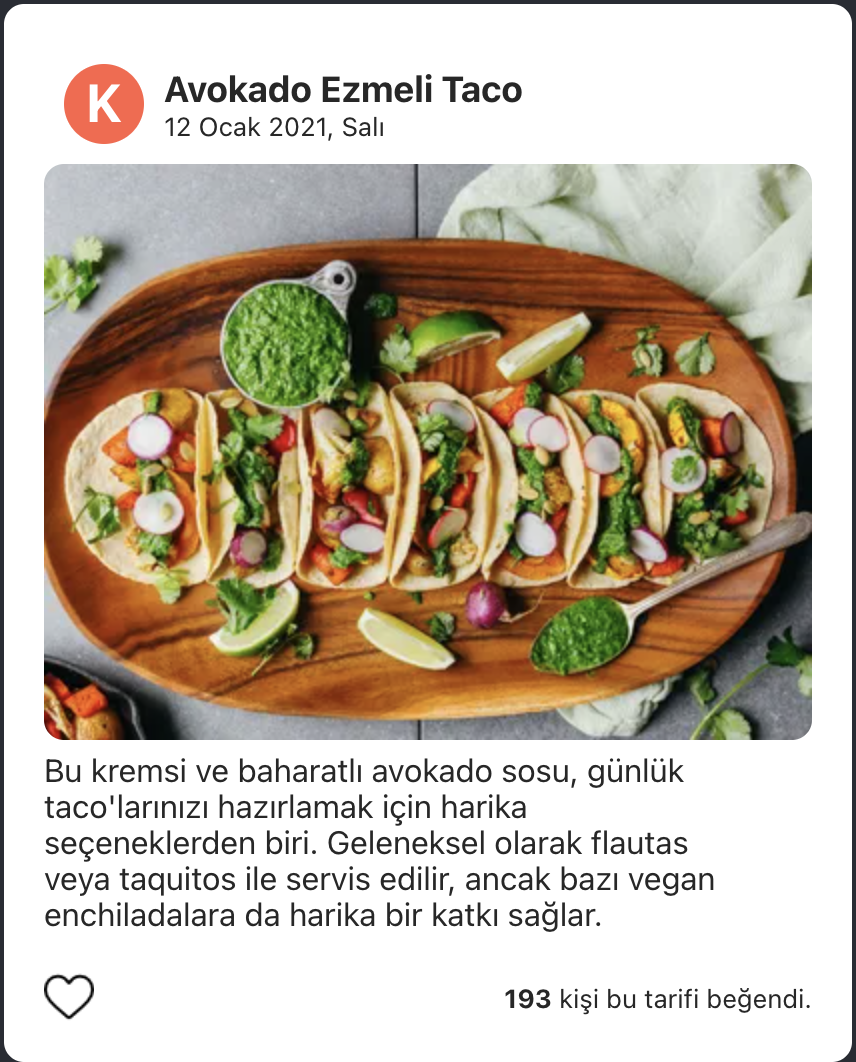 K
Avokado Ezmeli Taco
12 Ocak 2021, Salı
Bu kremsi ve baharatlı avokado sosu, günlük
taco'larınızı hazırlamak için harika
seçeneklerden biri. Geleneksel olarak flautas
veya taquitos ile servis edilir, ancak bazı vegan
enchiladalara da harika bir katkı sağlar.
193 kişi bu tarifi beğendi.